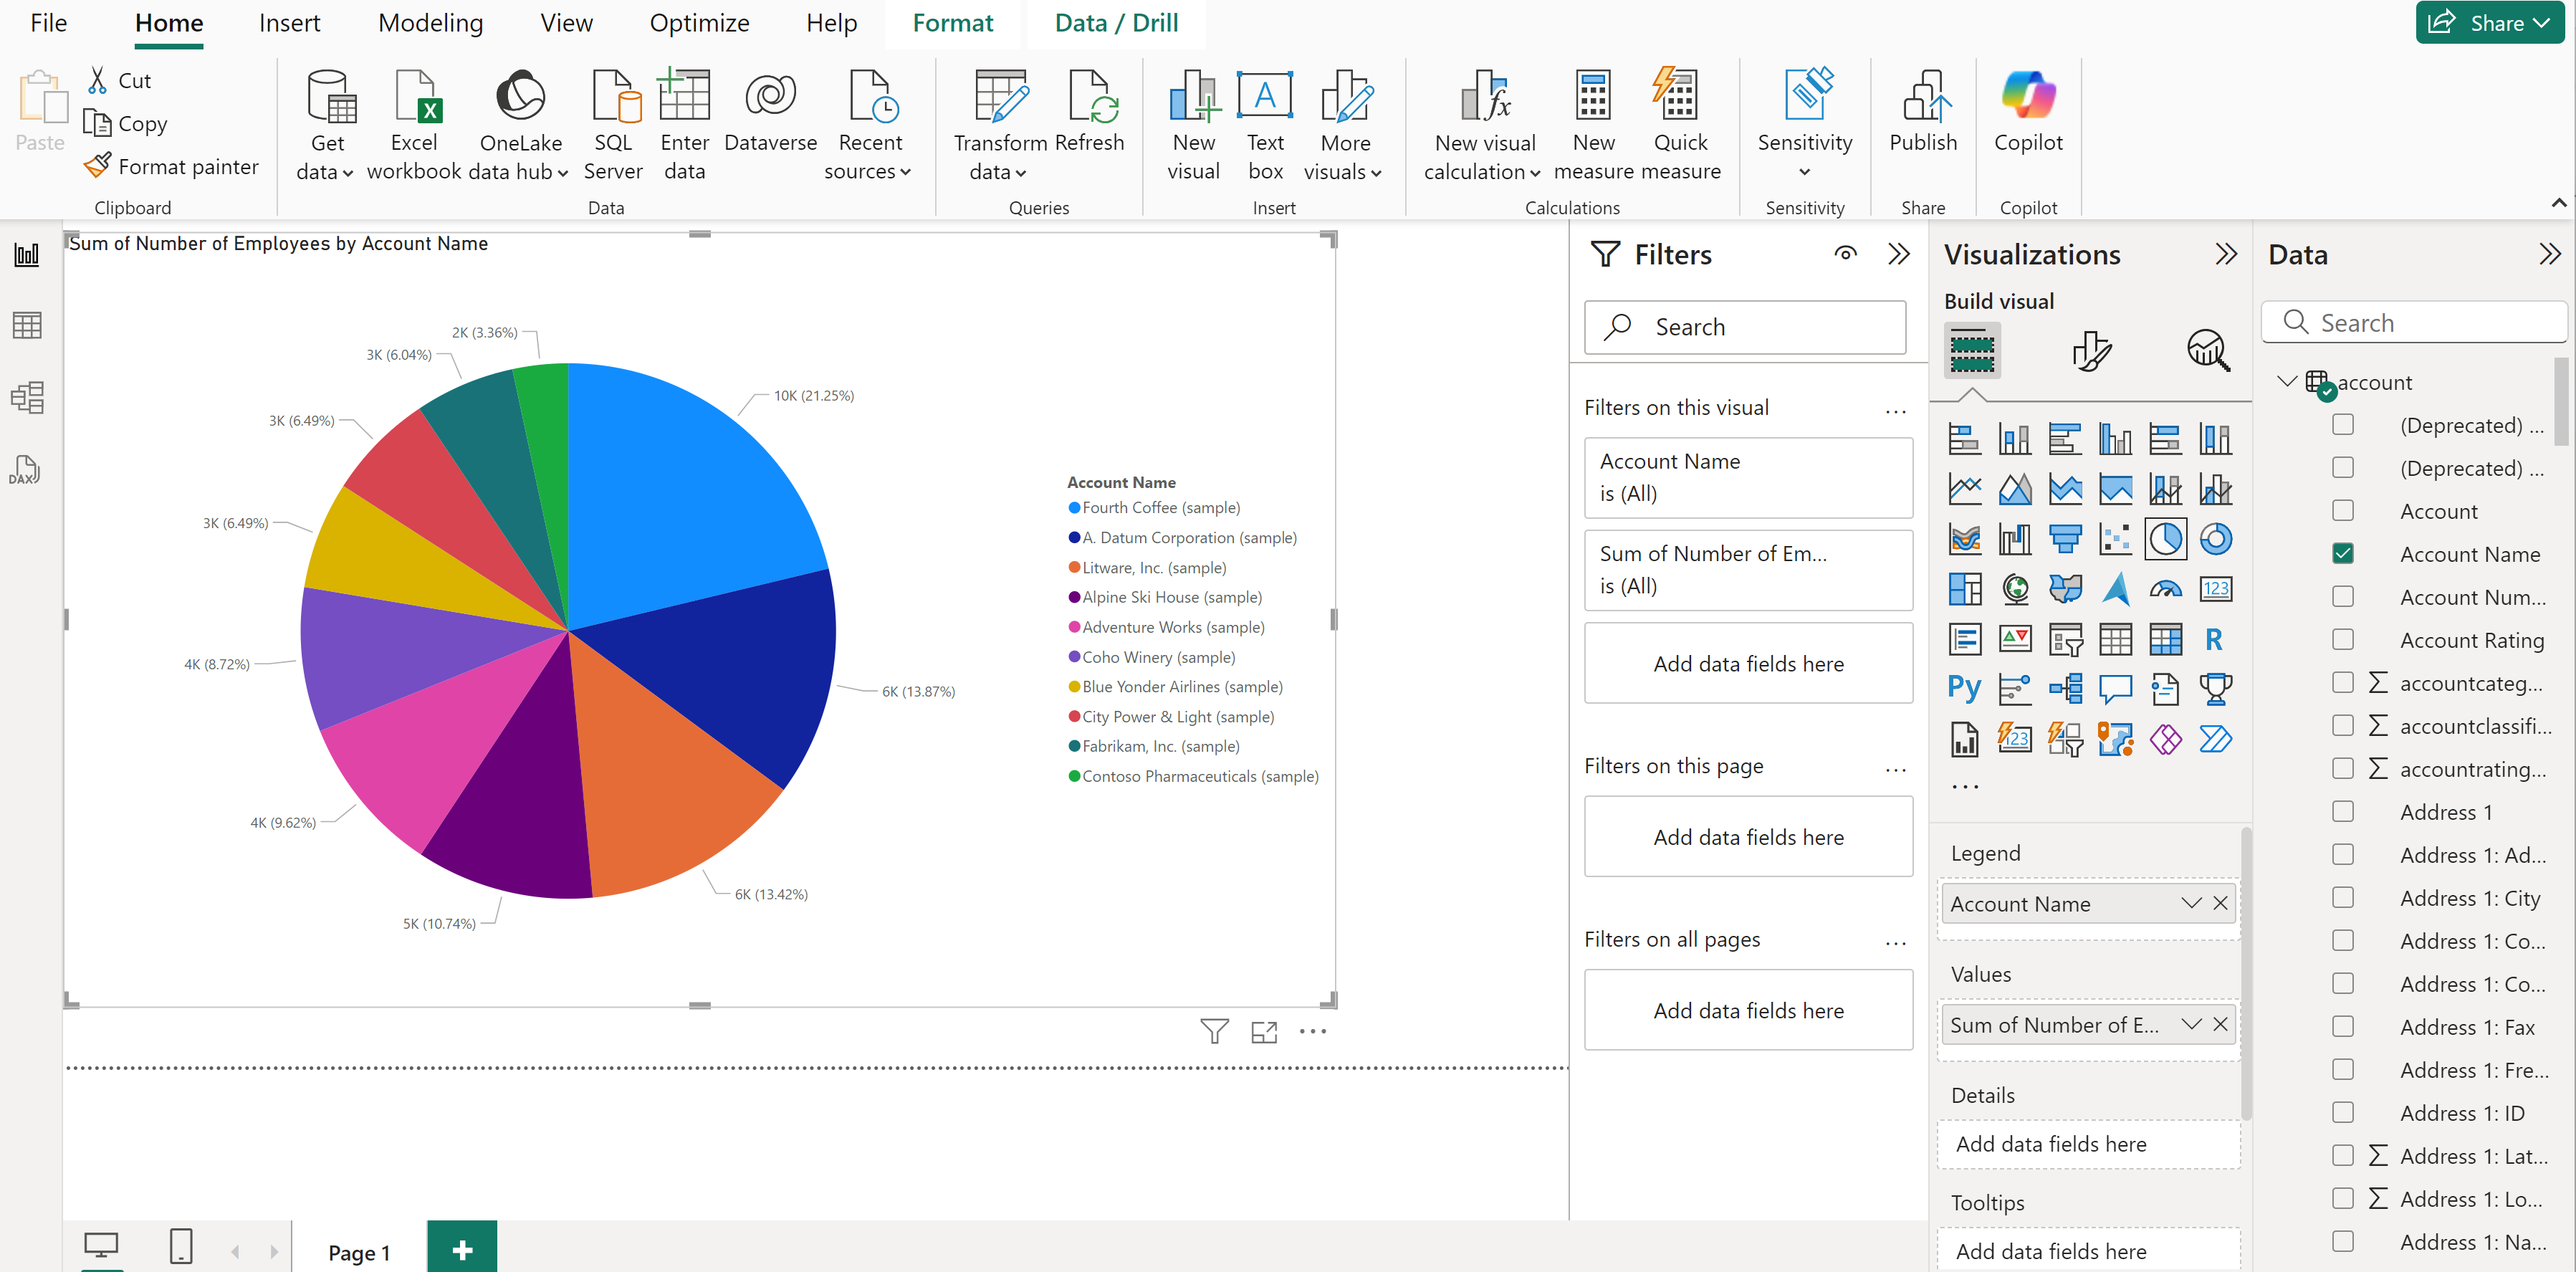 File Home Insert Modeling View Optimize Help Format Data / Drill Share
Paste
Cut
Copy
Format painter
Clipboard
Get data
Excel workbook
OneLake data hub
SQL Server
Enter data
Dataverse
Recent sources
Data
Transform data
Refresh
Queries
New visual
A
Text box
More visuals
Insert
fx
New visual calculation
New measure
Quick measure
Calculations
Sensitivity
Sensitivity
Publish
Share
Copilot
Copilot
DAX
Sum of Number of Employees by Account Name
2K (3.36%)
3K (6.04%)
10K (21.25%)
3K (6.49%)
3K (6.49%)
4K (8.72%)
6K (13.87%)
4K (9.62%)
6K (13.42%)
5K (10.74%)
Account Name
Fourth Coffee (sample)
A. Datum Corporation (sample)
Litware, Inc. (sample)
Alpine Ski House (sample)
Adventure Works (sample)
Coho Winery (sample)
Blue Yonder Airlines (sample)
City Power & Light (sample)
Fabrikam, Inc. (sample)
Contoso Pharmaceuticals (sample)
Page 1
Filters
Search
Filters on this visual ...
Account Name
is (All)
Sum of Number of Em...
is (All)
Add data fields here
Filters on this page ...
Add data fields here
Filters on all pages ...
Add data fields here
Visualizations
Build visual
123
R
Py
123
...
Legend
Account Name
Values
Sum of Number of E...
Details
Add data fields here
Tooltips
Add data fields here
Data
Search
account
(Deprecated) ...
(Deprecated) ...
Account
Account Name
Account Num...
Account Rating
∑ accountcateg...
∑ accountclassifi...
∑ accountrating...
Address 1
Address 1: Ad...
Address 1: City
Address 1: Co...
Address 1: Co...
Address 1: Fax
Address 1: Fre...
Address 1: ID
∑ Address 1: Lat...
∑ Address 1: Lo...
Address 1: Na...